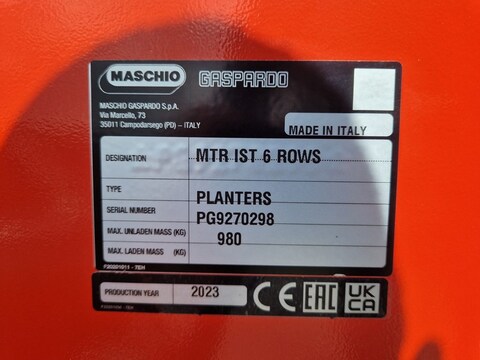 MASCHIO GASPARDO
MASCHIO GASPARDO S.p.A.
Via Marcello, 73
35011 Campodarsego (PD) – ITALY
MADE IN ITALY
DESIGNATION MTR IST 6 ROWS
TYPE PLANTERS
SERIAL NUMBER PG9270298
MAX. UNLADEN MASS (KG) 980
MAX. LADEN MASS (KG)
PRODUCTION YEAR 2023 CE EAC UK CA